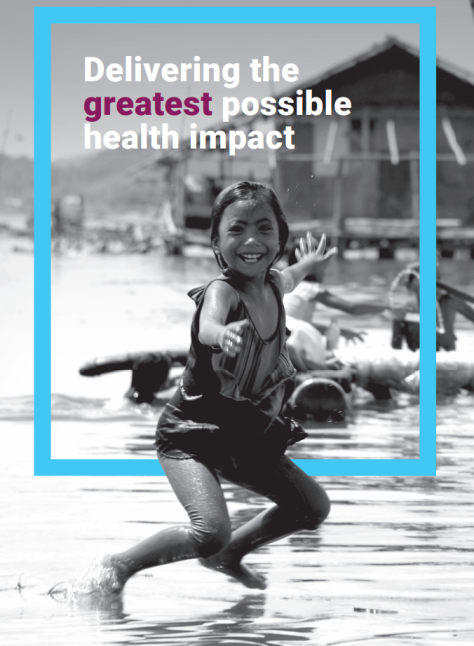 Delivering the
greatest possible
health impact